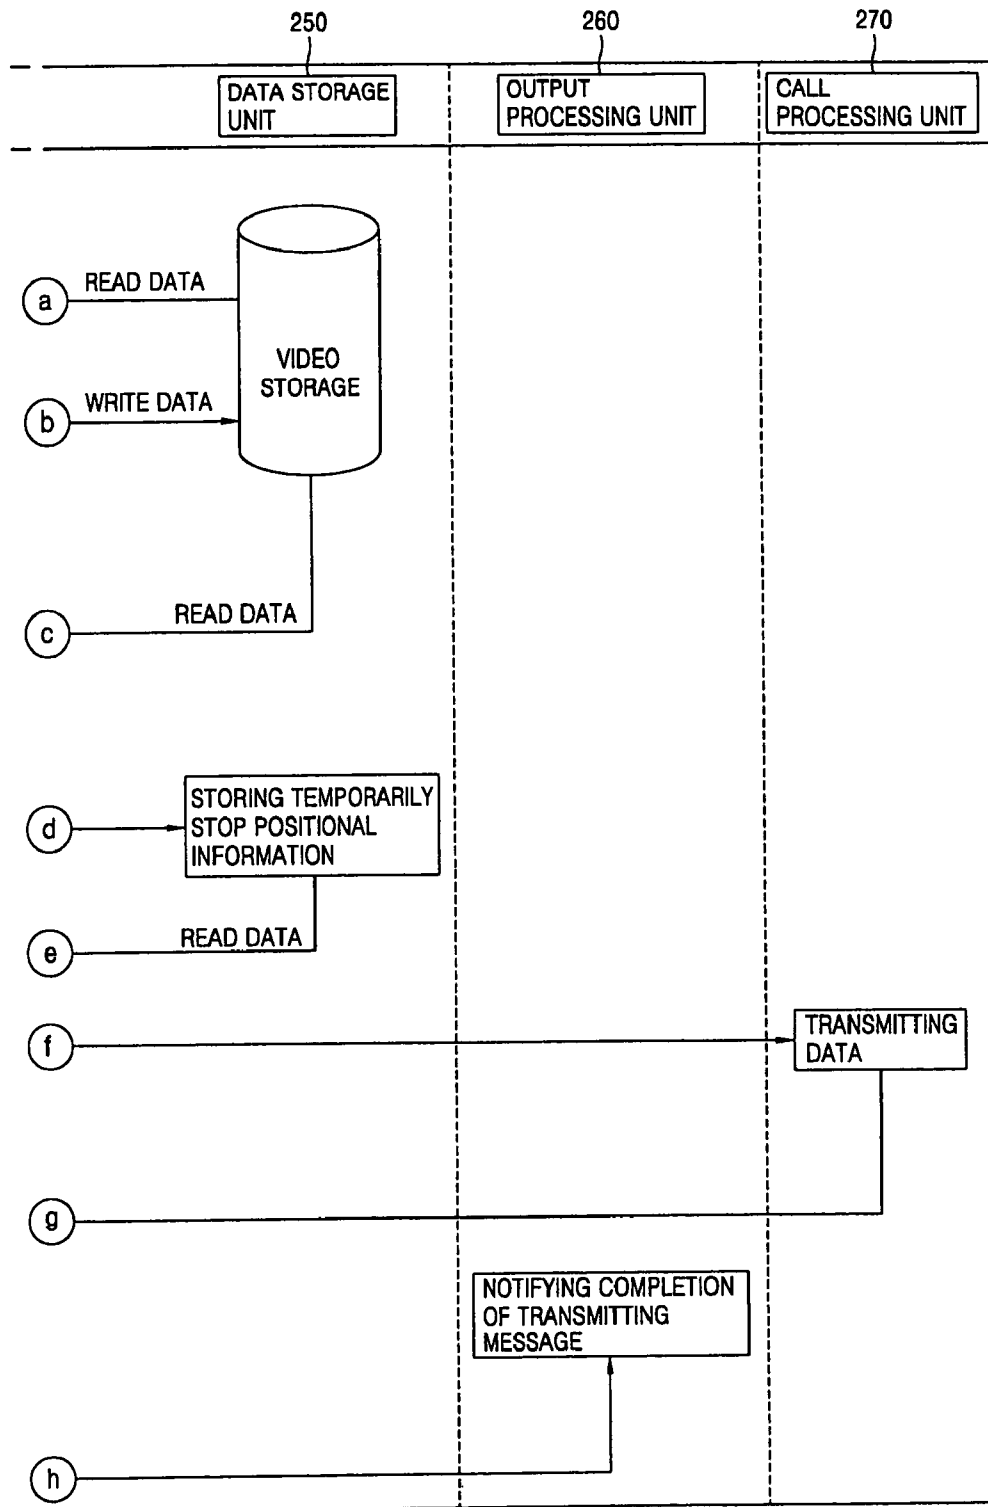 250
260
270
DATA STORAGE
UNIT
OUTPUT
PROCESSING UNIT
CALL
PROCESSING UNIT
a
READ DATA
VIDEO
STORAGE
b
WRITE DATA
c
READ DATA
d
STORING TEMPORARILY
STOP POSITIONAL
INFORMATION
e
READ DATA
f
TRANSMITTING
DATA
g
NOTIFYING COMPLETION
OF TRANSMITTING
MESSAGE
h